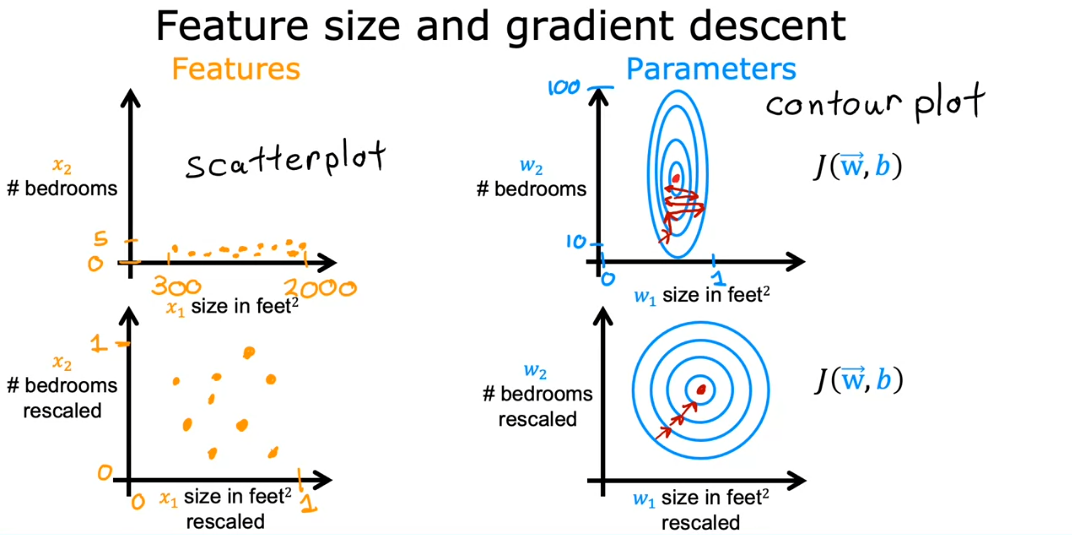 Feature size and gradient descent
Features
Parameters
scatterplot
x₂
# bedrooms
5
0
300
2000
x₁ size in feet²
100
contour plot
w₂
# bedrooms
J(w⃗, b)
10
0
1
w₁ size in feet²
1
x₂
# bedrooms
rescaled
0
0
x₁ size in feet²
rescaled
1
w₂
# bedrooms
rescaled
J(w⃗, b)
w₁ size in feet²
rescaled